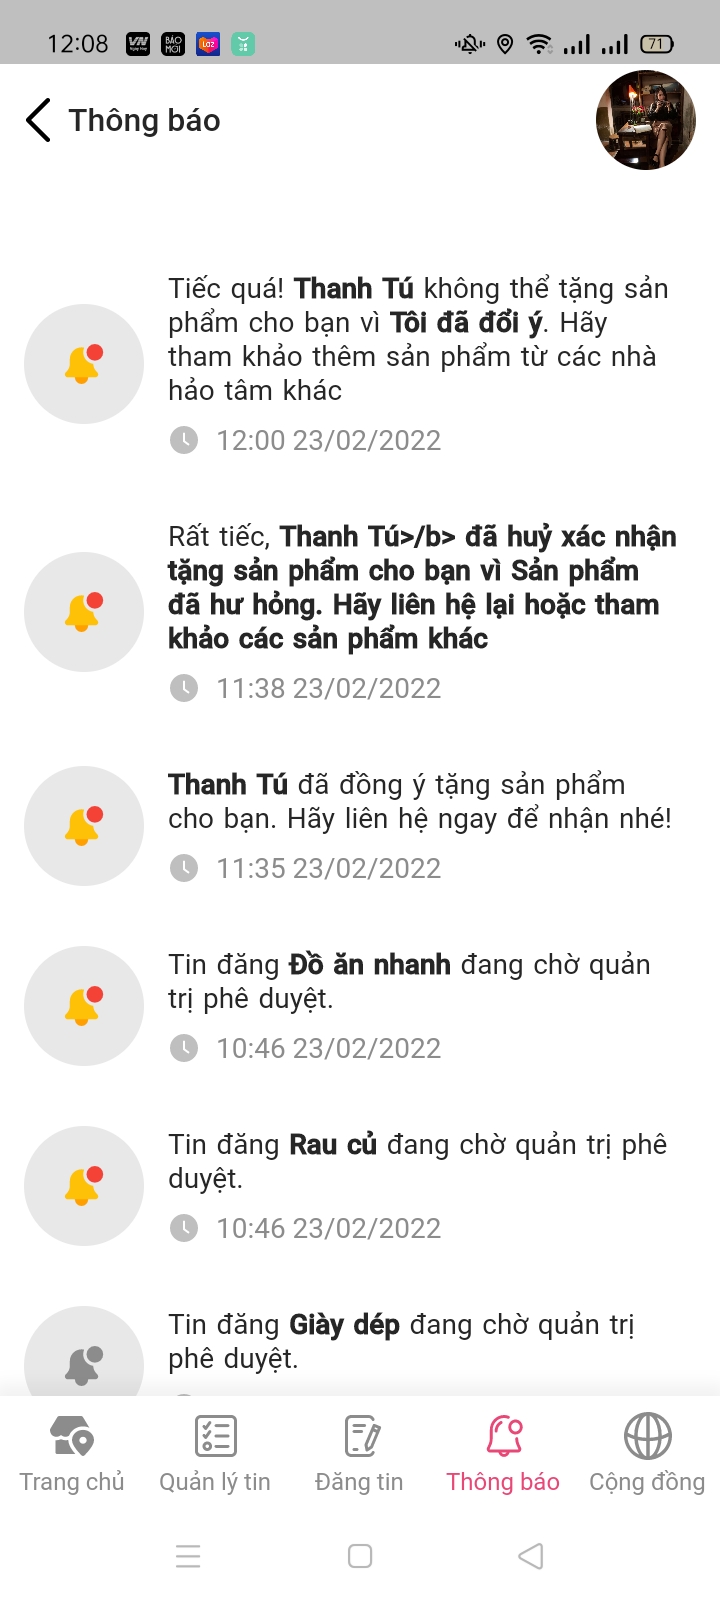 12:08
VN
Ngày Nay
BÁO
MỚI
Laz
71
Thông báo
Tiếc quá! Thanh Tú không thể tặng sản
phẩm cho bạn vì Tôi đã đổi ý. Hãy
tham khảo thêm sản phẩm từ các nhà
hảo tâm khác
12:00 23/02/2022
Rất tiếc, Thanh Tú>/b> đã huỷ xác nhận
tặng sản phẩm cho bạn vì Sản phẩm
đã hư hỏng. Hãy liên hệ lại hoặc tham
khảo các sản phẩm khác
11:38 23/02/2022
Thanh Tú đã đồng ý tặng sản phẩm
cho bạn. Hãy liên hệ ngay để nhận nhé!
11:35 23/02/2022
Tin đăng Đồ ăn nhanh đang chờ quản
trị phê duyệt.
10:46 23/02/2022
Tin đăng Rau củ đang chờ quản trị phê
duyệt.
10:46 23/02/2022
Tin đăng Giày dép đang chờ quản trị
phê duyệt.
Trang chủ
Quản lý tin
Đăng tin
Thông báo
Cộng đồng